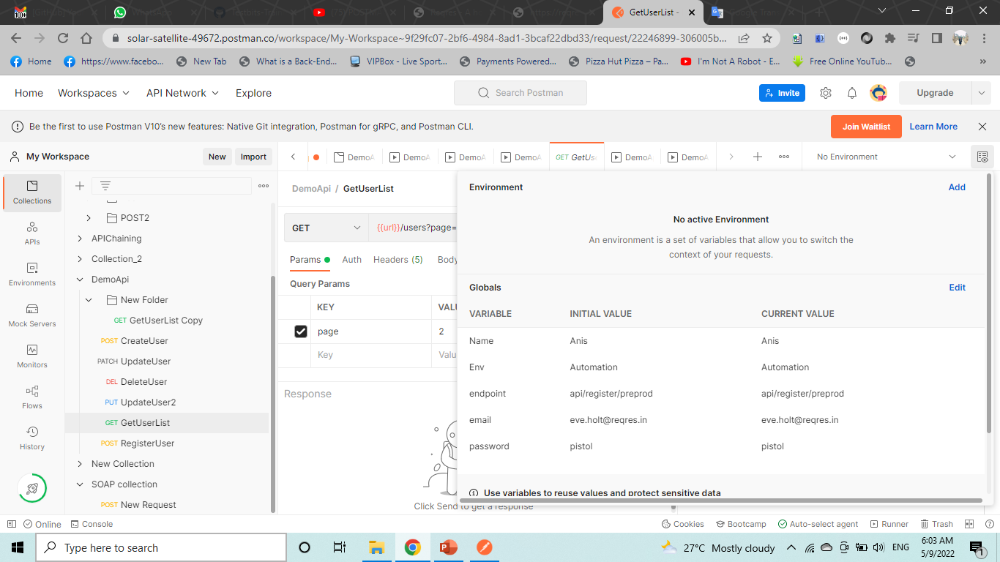 100+
WhatsApp
GetUserList -
solar-satellite-49672.postman.co/workspace/My-Workspace~9f29fc07-2bf6-4984-8ad1-3bcaf22dbd33/request/22246899-306005b...
Home
https://www.facebo...
New Tab
What is a Back-End...
VIPBox - Live Sport...
Payments Powered...
Pizza Hut Pizza – Pa...
I'm Not A Robot - E...
Free Online YouTub...
»
Home
Workspaces
API Network
Explore
Search Postman
Invite
Upgrade
Be the first to use Postman V10's new features: Native Git integration, Postman for gRPC, and Postman CLI.
Join Waitlist
Learn More
My Workspace
New
Import
DemoA
DemoA
DemoA
DemoA
GET GetUs
DemoA
DemoA
No Environment
Collections
APIs
Environments
Mock Servers
Monitors
Flows
History
POST2
APIChaining
Collection_2
DemoApi
New Folder
GET GetUserList Copy
POST CreateUser
PATCH UpdateUser
DEL DeleteUser
PUT UpdateUser2
GET GetUserList
POST RegisterUser
New Collection
SOAP collection
POST New Request
DemoApi / GetUserList
GET
{{url}}/users?page=
Params
Auth
Headers (5)
Body
Query Params
KEY
VALU
page
2
Key
Valu
Response
Click Send to get a response
Environment
Add
No active Environment
An environment is a set of variables that allow you to switch the
context of your requests.
Globals
Edit
VARIABLE INITIAL VALUE CURRENT VALUE
Name Anis Anis
Env Automation Automation
endpoint api/register/preprod api/register/preprod
email eve.holt@reqres.in eve.holt@reqres.in
password pistol pistol
Use variables to reuse values and protect sensitive data
Online
Console
Cookies
Bootcamp
Auto-select agent
Runner
Trash
Type here to search
27°C Mostly cloudy
ENG
6:03 AM
5/9/2022
1